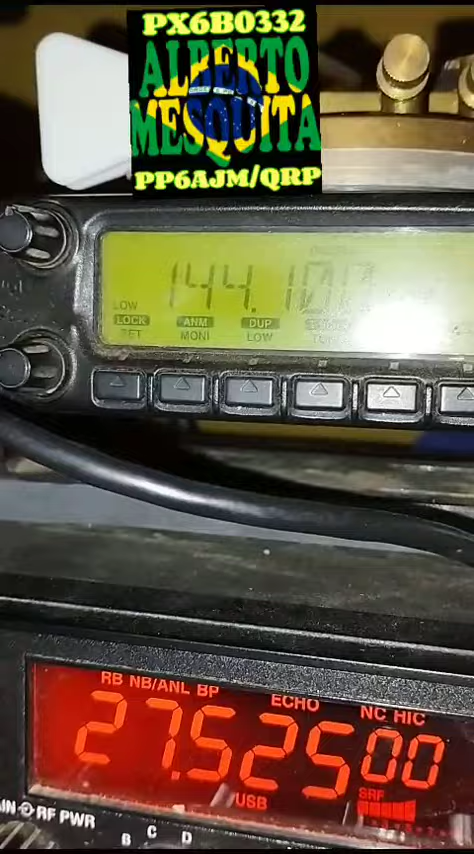 PX6B0332
ALBERTO
MESQUITA
PP6AJM/QRP
144.10
LOW
LOCK ANM DUP
SET MONI LOW
RB NB/ANL BP ECHO NC HIC
27.52500
USB SRF
RF PWR
B C D